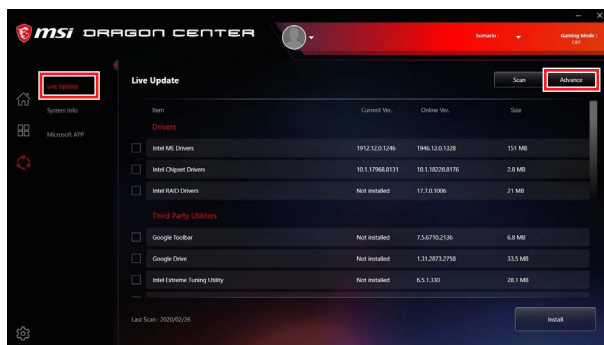 msi DRAGON CENTER
Scenario :
Gaming Mode :
OFF
Live Update
System Info
Microsoft APP
Live Update
Scan
Advance
Item Current Ver. Online Ver. Size
Drivers
Intel ME Drivers 1912.12.0.1246 1946.12.0.1328 151 MB
Intel Chipset Drivers 10.1.17968.8131 10.1.18228.8176 2.8 MB
Intel RAID Drivers Not installed 17.7.0.1006 21 MB
Third Party Utilities
Google Toolbar Not installed 7.5.6710.2136 6.8 MB
Google Drive Not installed 1.31.2873.2758 33.5 MB
Intel Extreme Tuning Utility Not installed 6.5.1.330 28.1 MB
Last Scan : 2020/02/26
Install